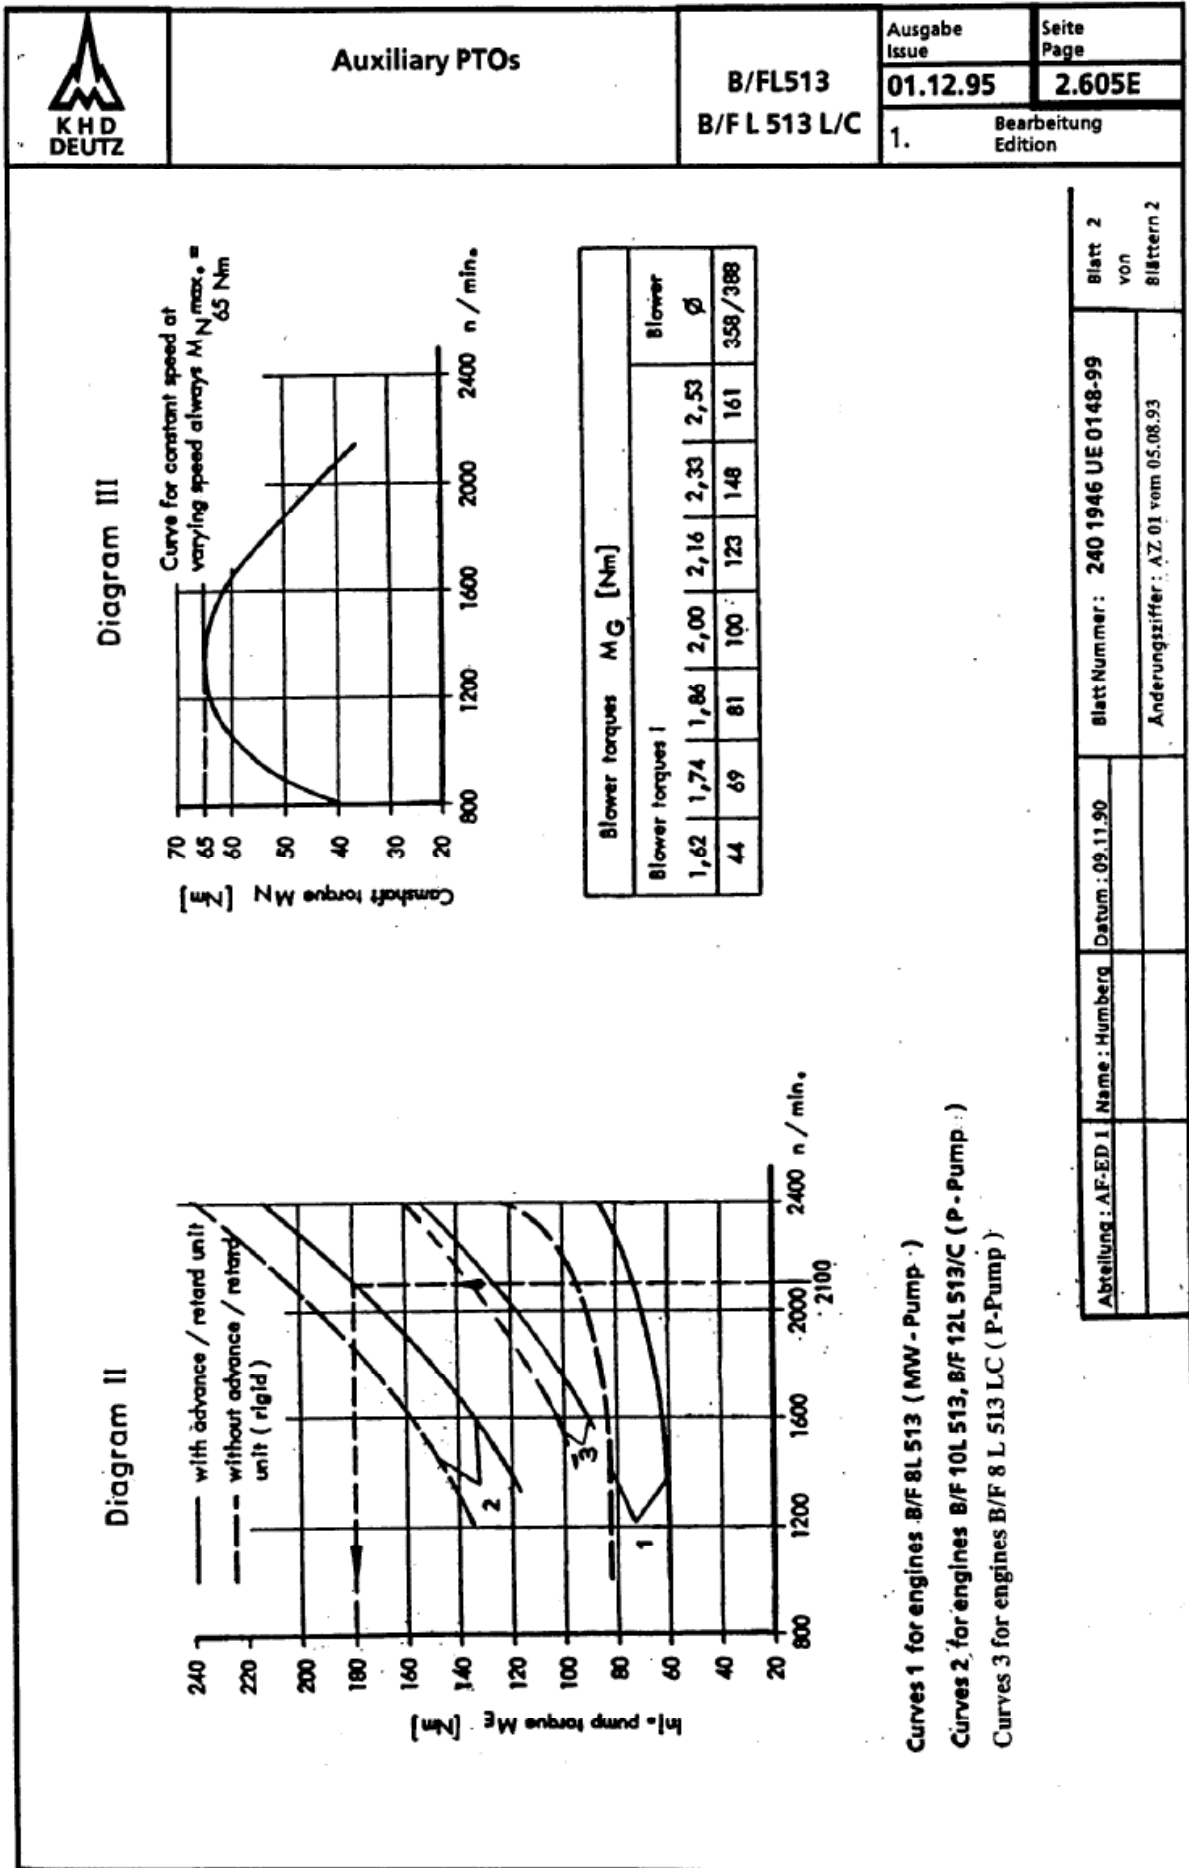 KHD
DEUTZ
Auxiliary PTOs
B/FL513
B/F L 513 L/C
Ausgabe
Issue
01.12.95
Seite
Page
2.605E
1.
Bearbeitung
Edition
Diagram II
with advance / retard unit
without advance / retard
unit ( rigid )
Inj. pump torque ME [Nm]
240
220
200
180
160
140
120
100
80
60
40
20
800
1200
1600
2000
2100
2400
n / min.
1
2
3
Curves 1 for engines B/F 8L 513 ( MW - Pump )
Curves 2 for engines B/F 10L 513, B/F 12L 513/C ( P - Pump )
Curves 3 for engines B/F 8 L 513 LC ( P-Pump )
Diagram III
Curve for constant speed at
varying speed always MN max. =
65 Nm
Camshaft torque MN [Nm]
70
65
60
50
40
30
20
800
1200
1600
2000
2400
n / min.
Blower torques MG [Nm]
Blower torques i
Blower
Ø
1,62 1,74 1,86 2,00 2,16 2,33 2,53
44 69 81 100 123 148 161 358/388
Abteilung : AF-ED 1 Name : Humberg Datum : 09.11.90
Blatt Nummer : 240 1946 UE 0148-99
Änderungsziffer : AZ 01 vom 05.08.93
Blatt 2
von
Blättern 2